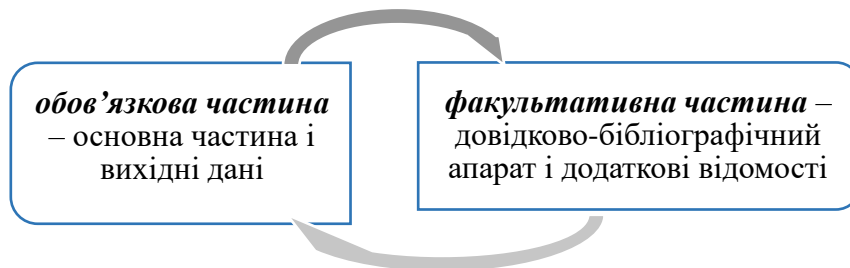 обов’язкова частина
– основна частина і
вихідні дані
факультативна частина –
довідково-бібліографічний
апарат і додаткові відомості